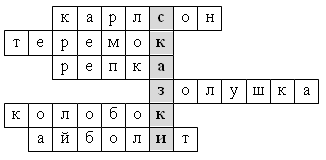 карлсон
теремок
репка
золушка
колобок
айболит